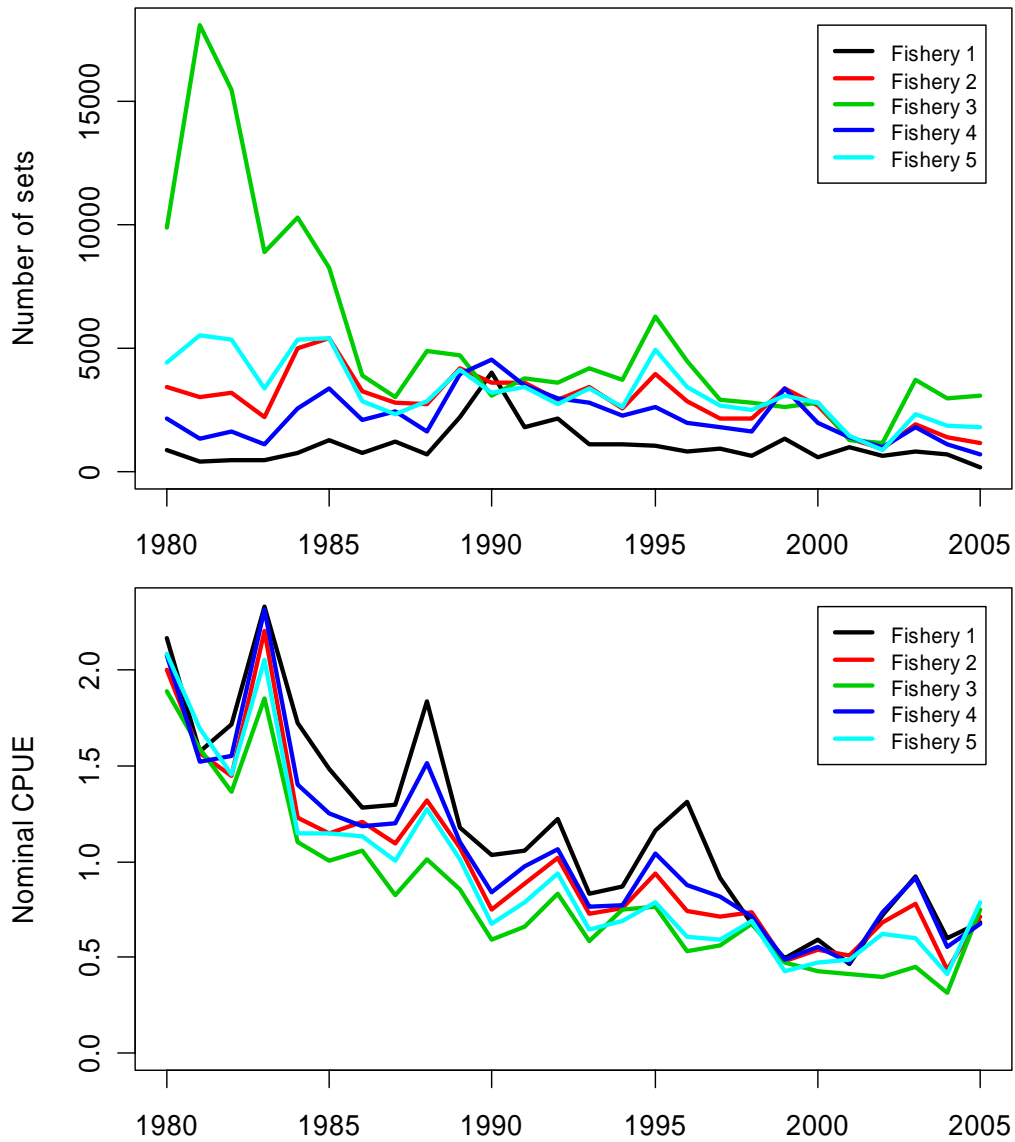 Number of sets
15000
10000
5000
0
Fishery 1
Fishery 2
Fishery 3
Fishery 4
Fishery 5
1980 1985 1990 1995 2000 2005
Nominal CPUE
2.0
1.5
1.0
0.5
0.0
Fishery 1
Fishery 2
Fishery 3
Fishery 4
Fishery 5
1980 1985 1990 1995 2000 2005